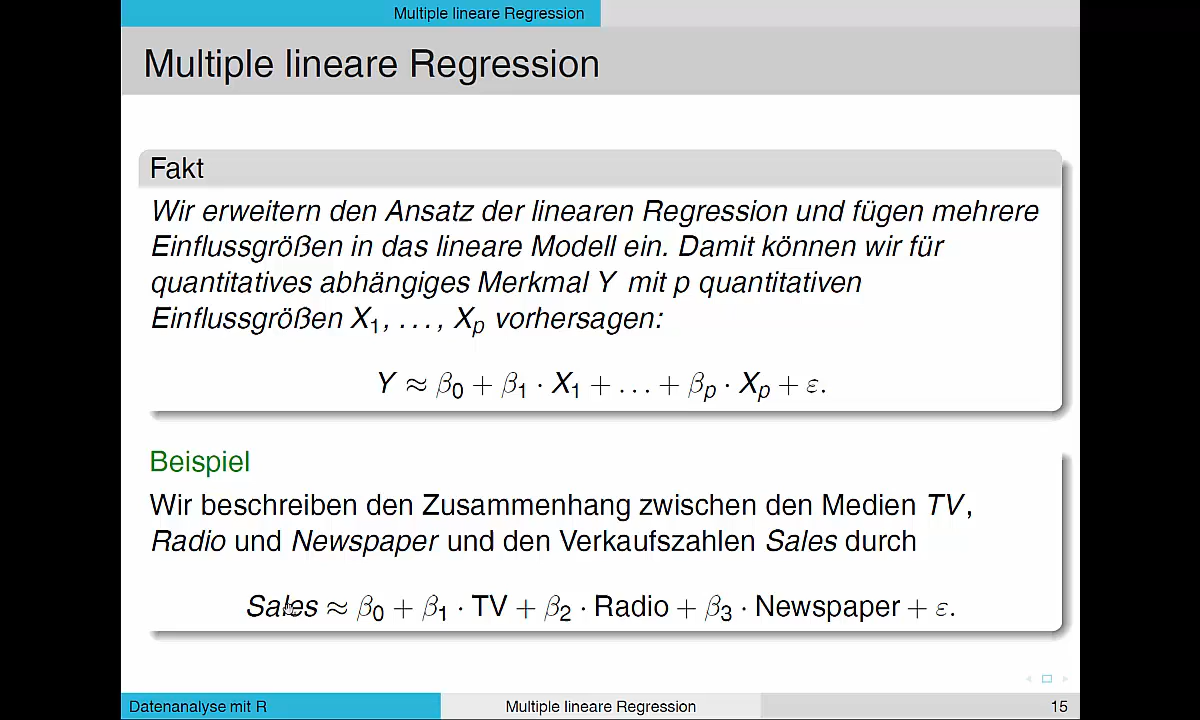 Multiple lineare Regression
Multiple lineare Regression
Fakt
Wir erweitern den Ansatz der linearen Regression und fügen mehrere
Einflussgrößen in das lineare Modell ein. Damit können wir für
quantitatives abhängiges Merkmal Y mit p quantitativen
Einflussgrößen X₁, . . . , Xₚ vorhersagen:
Y ≈ β₀ + β₁ · X₁ + . . . + βₚ · Xₚ + ε.
Beispiel
Wir beschreiben den Zusammenhang zwischen den Medien TV,
Radio und Newspaper und den Verkaufszahlen Sales durch
Sales ≈ β₀ + β₁ · TV + β₂ · Radio + β₃ · Newspaper + ε.
Datenanalyse mit R Multiple lineare Regression 15